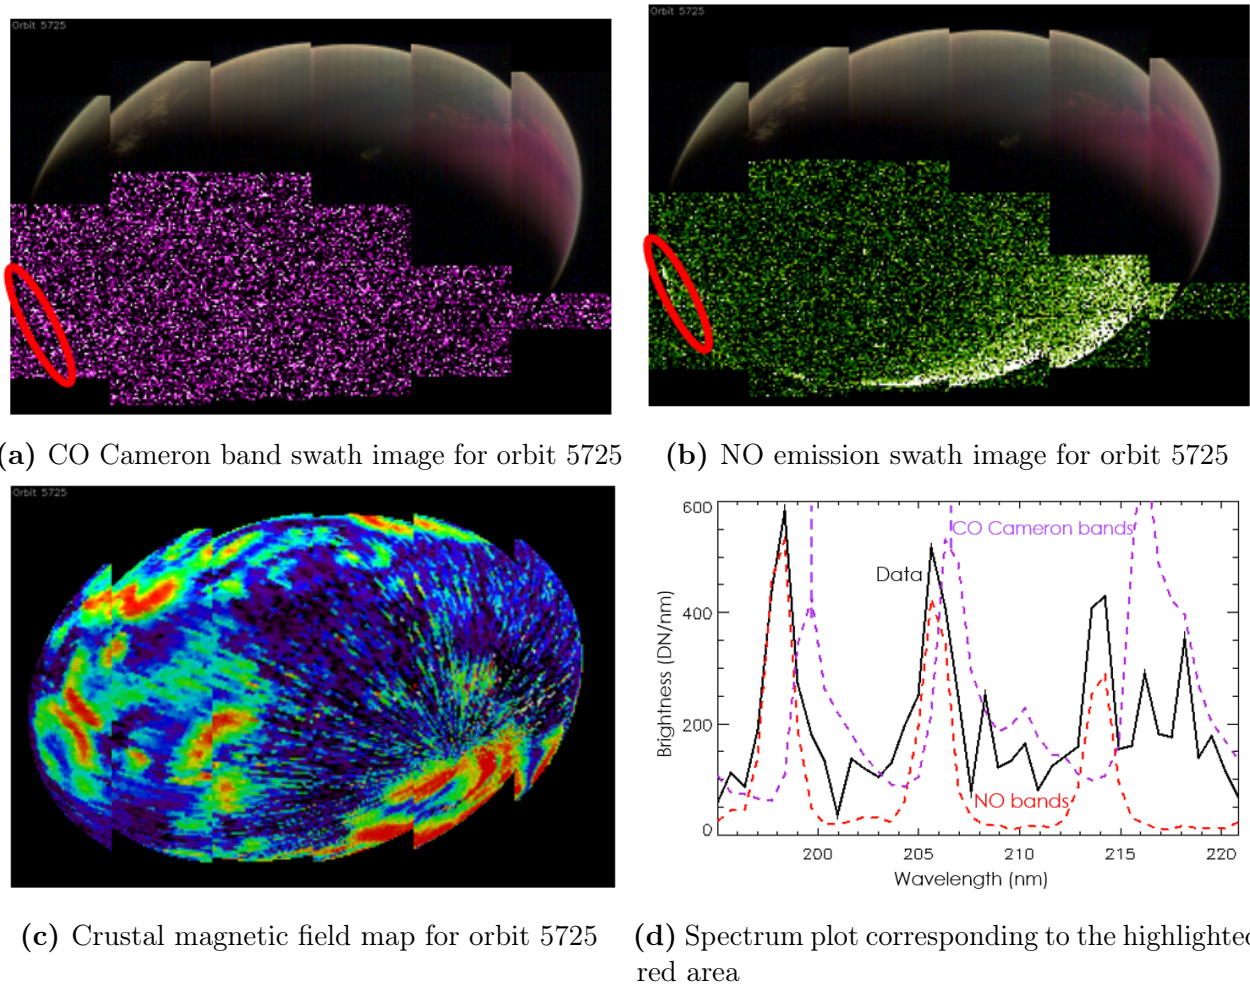 Orbit 5725
Orbit 5725
(a) CO Cameron band swath image for orbit 5725
(b) NO emission swath image for orbit 5725
Orbit 5725
600
400
200
0
Brightness (DN/nm)
CO Cameron bands
Data
NO bands
200
205
210
215
220
Wavelength (nm)
(c) Crustal magnetic field map for orbit 5725
(d) Spectrum plot corresponding to the highlighted
red area